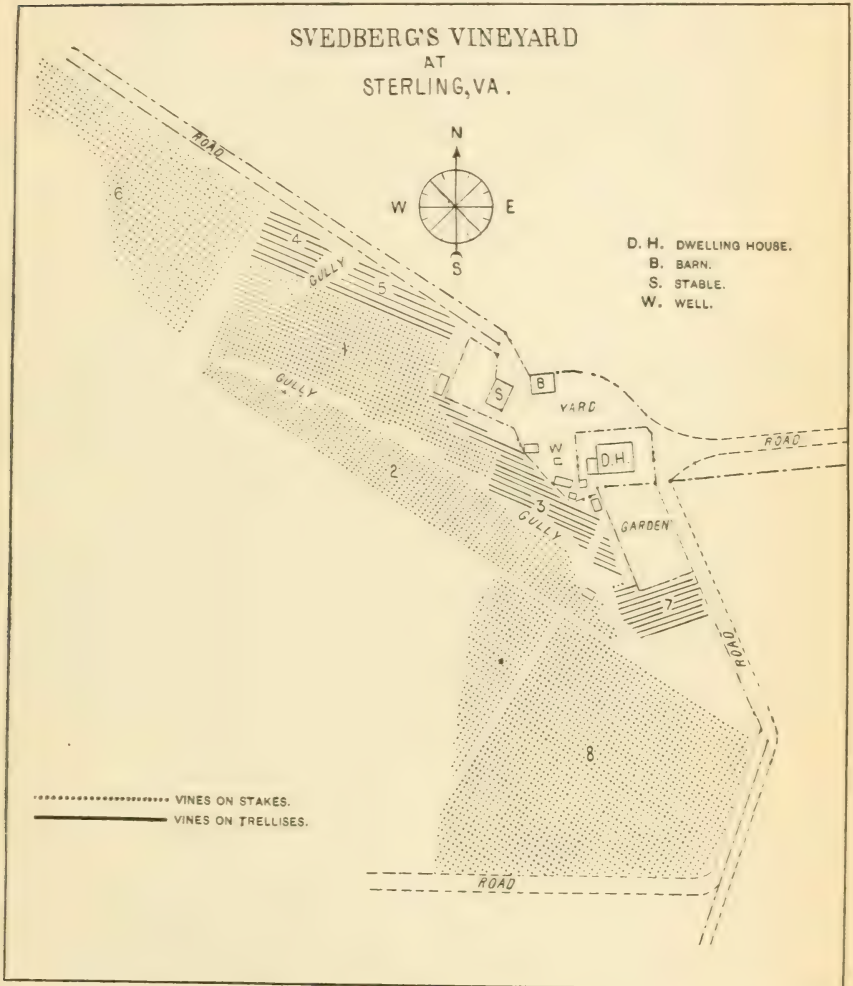 SVEDBERG'S VINEYARD
AT
STERLING, VA.
N
W E
S
D. H. DWELLING HOUSE.
B. BARN.
S. STABLE.
W. WELL.
ROAD
6
4
GULLY
5
1
GULLY
S
B
YARD
ROAD
W
D.H.
2
3
GULLY
GARDEN
7
ROAD
8
VINES ON STAKES.
VINES ON TRELLISES.
ROAD